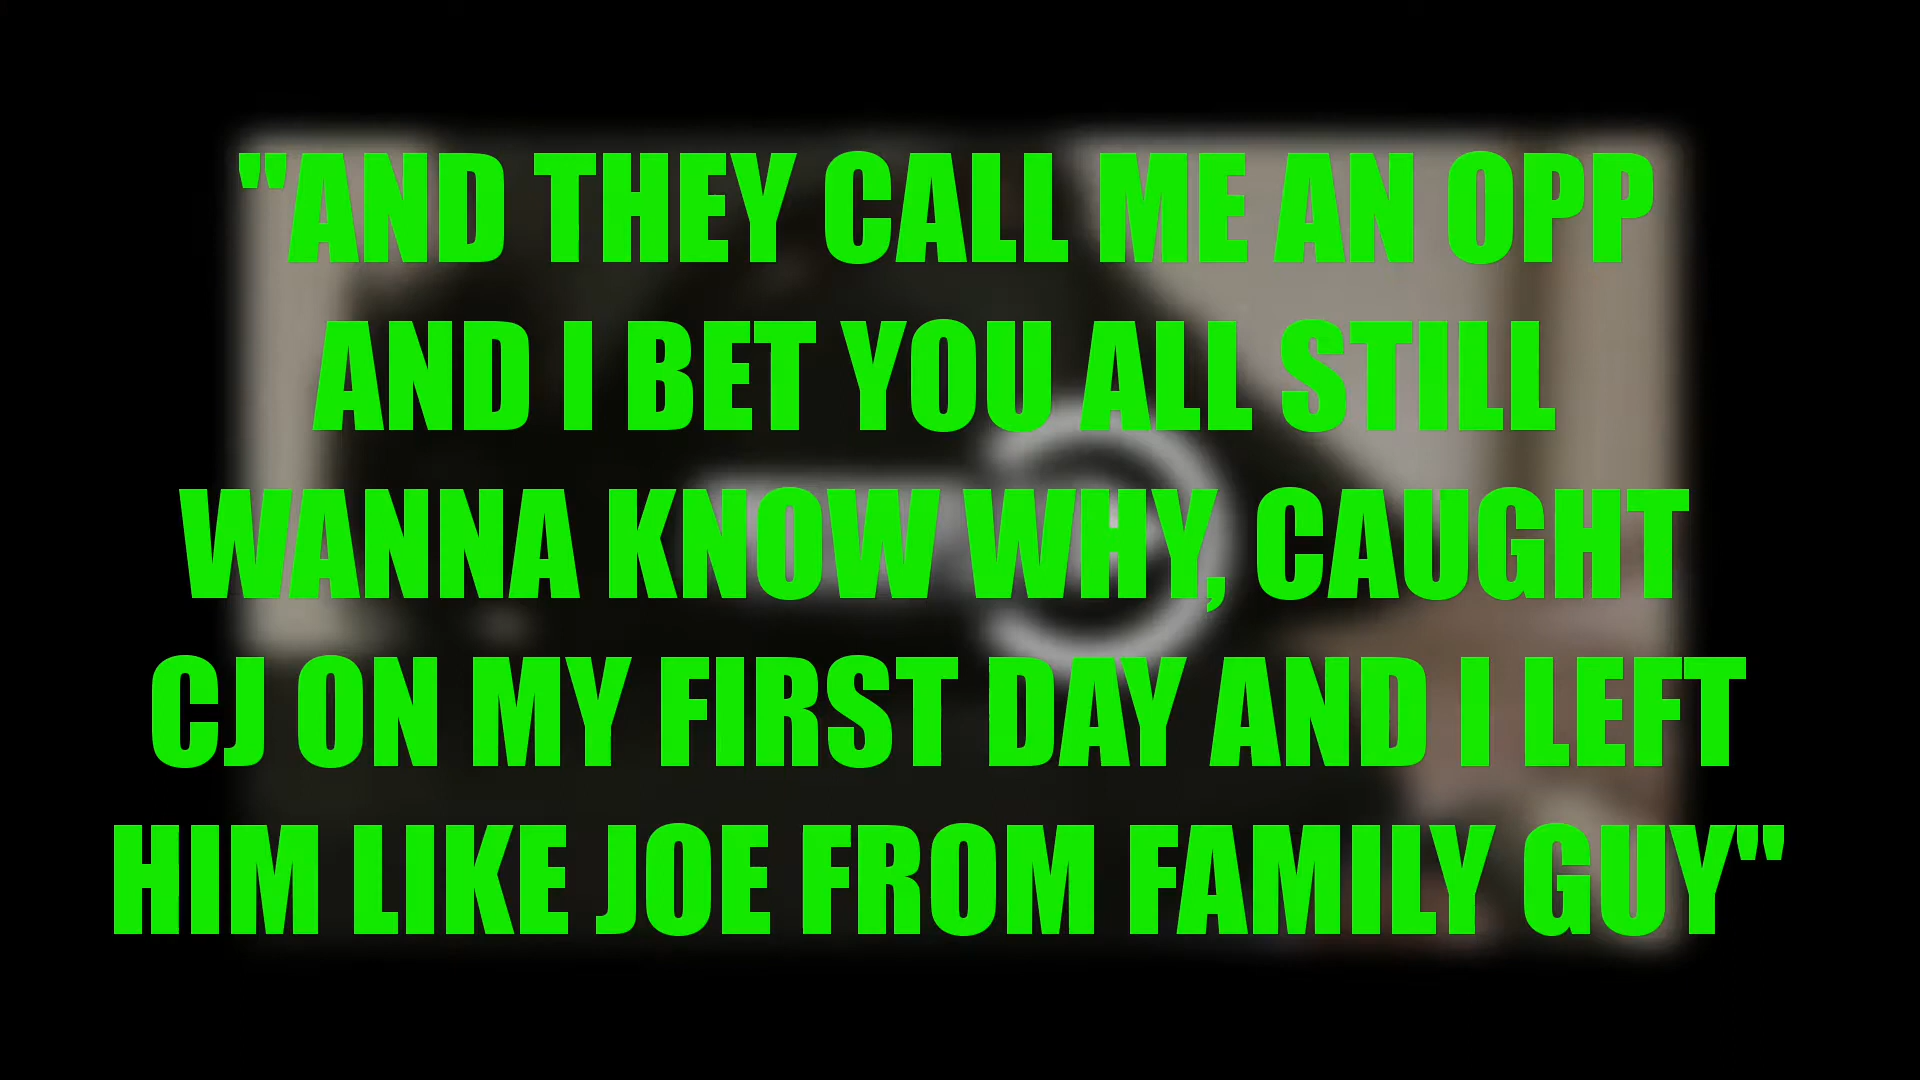 "AND THEY CALL ME AN OPP
AND I BET YOU ALL STILL
WANNA KNOW WHY, CAUGHT
CJ ON MY FIRST DAY AND I LEFT
HIM LIKE JOE FROM FAMILY GUY"